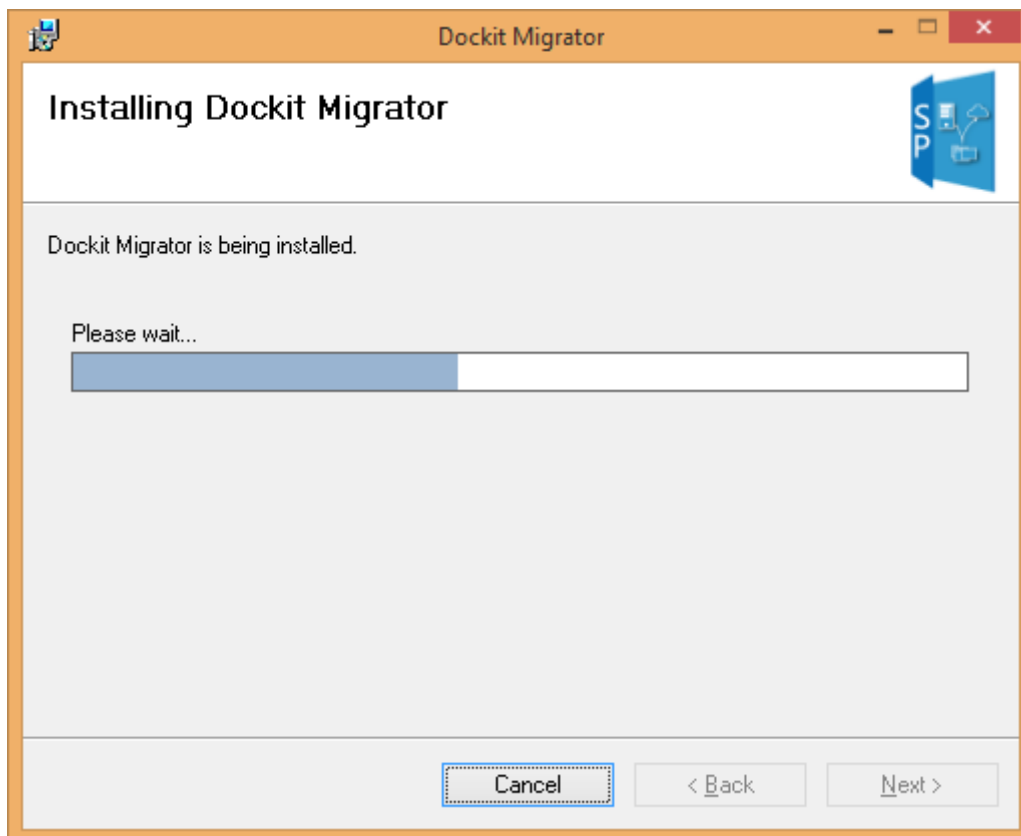 Dockit Migrator
Installing Dockit Migrator
S
P
Dockit Migrator is being installed.
Please wait...
Cancel
< Back
Next >